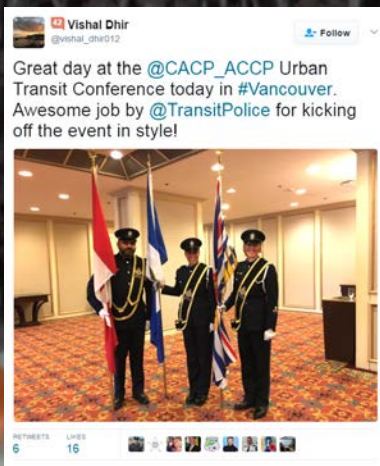 Vishal Dhir
@vishal_dhir012
Follow
Great day at the @CACP_ACCP Urban
Transit Conference today in #Vancouver.
Awesome job by @TransitPolice for kicking
off the event in style!
RETWEETS LIKES
6 16